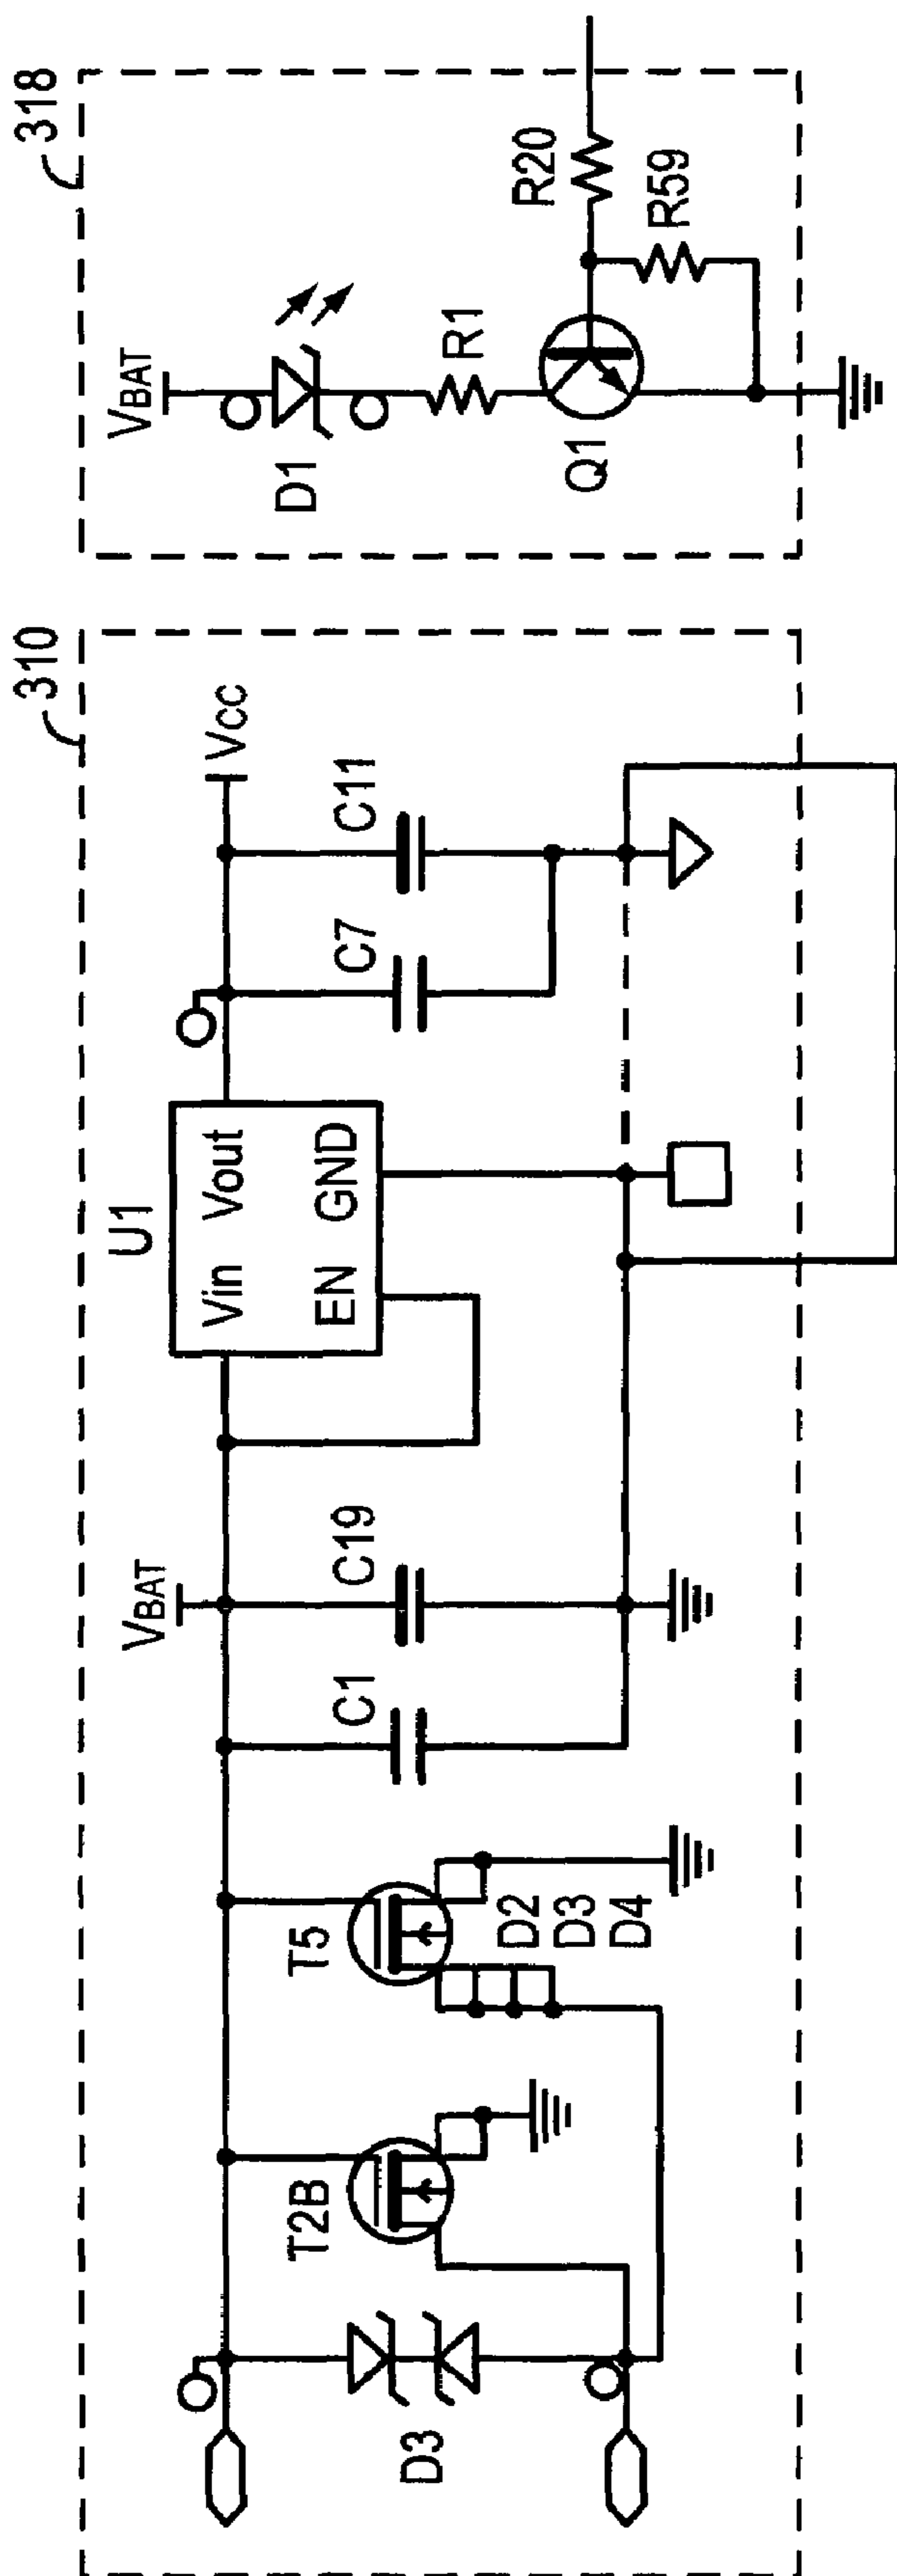 310
318
VBAT
VCC
VBAT
U1
D1
Vin Vout
EN GND
R1
R20
R59
Q1
D3
T2B
T5
C1
C19
C7
C11
D2
D3
D4